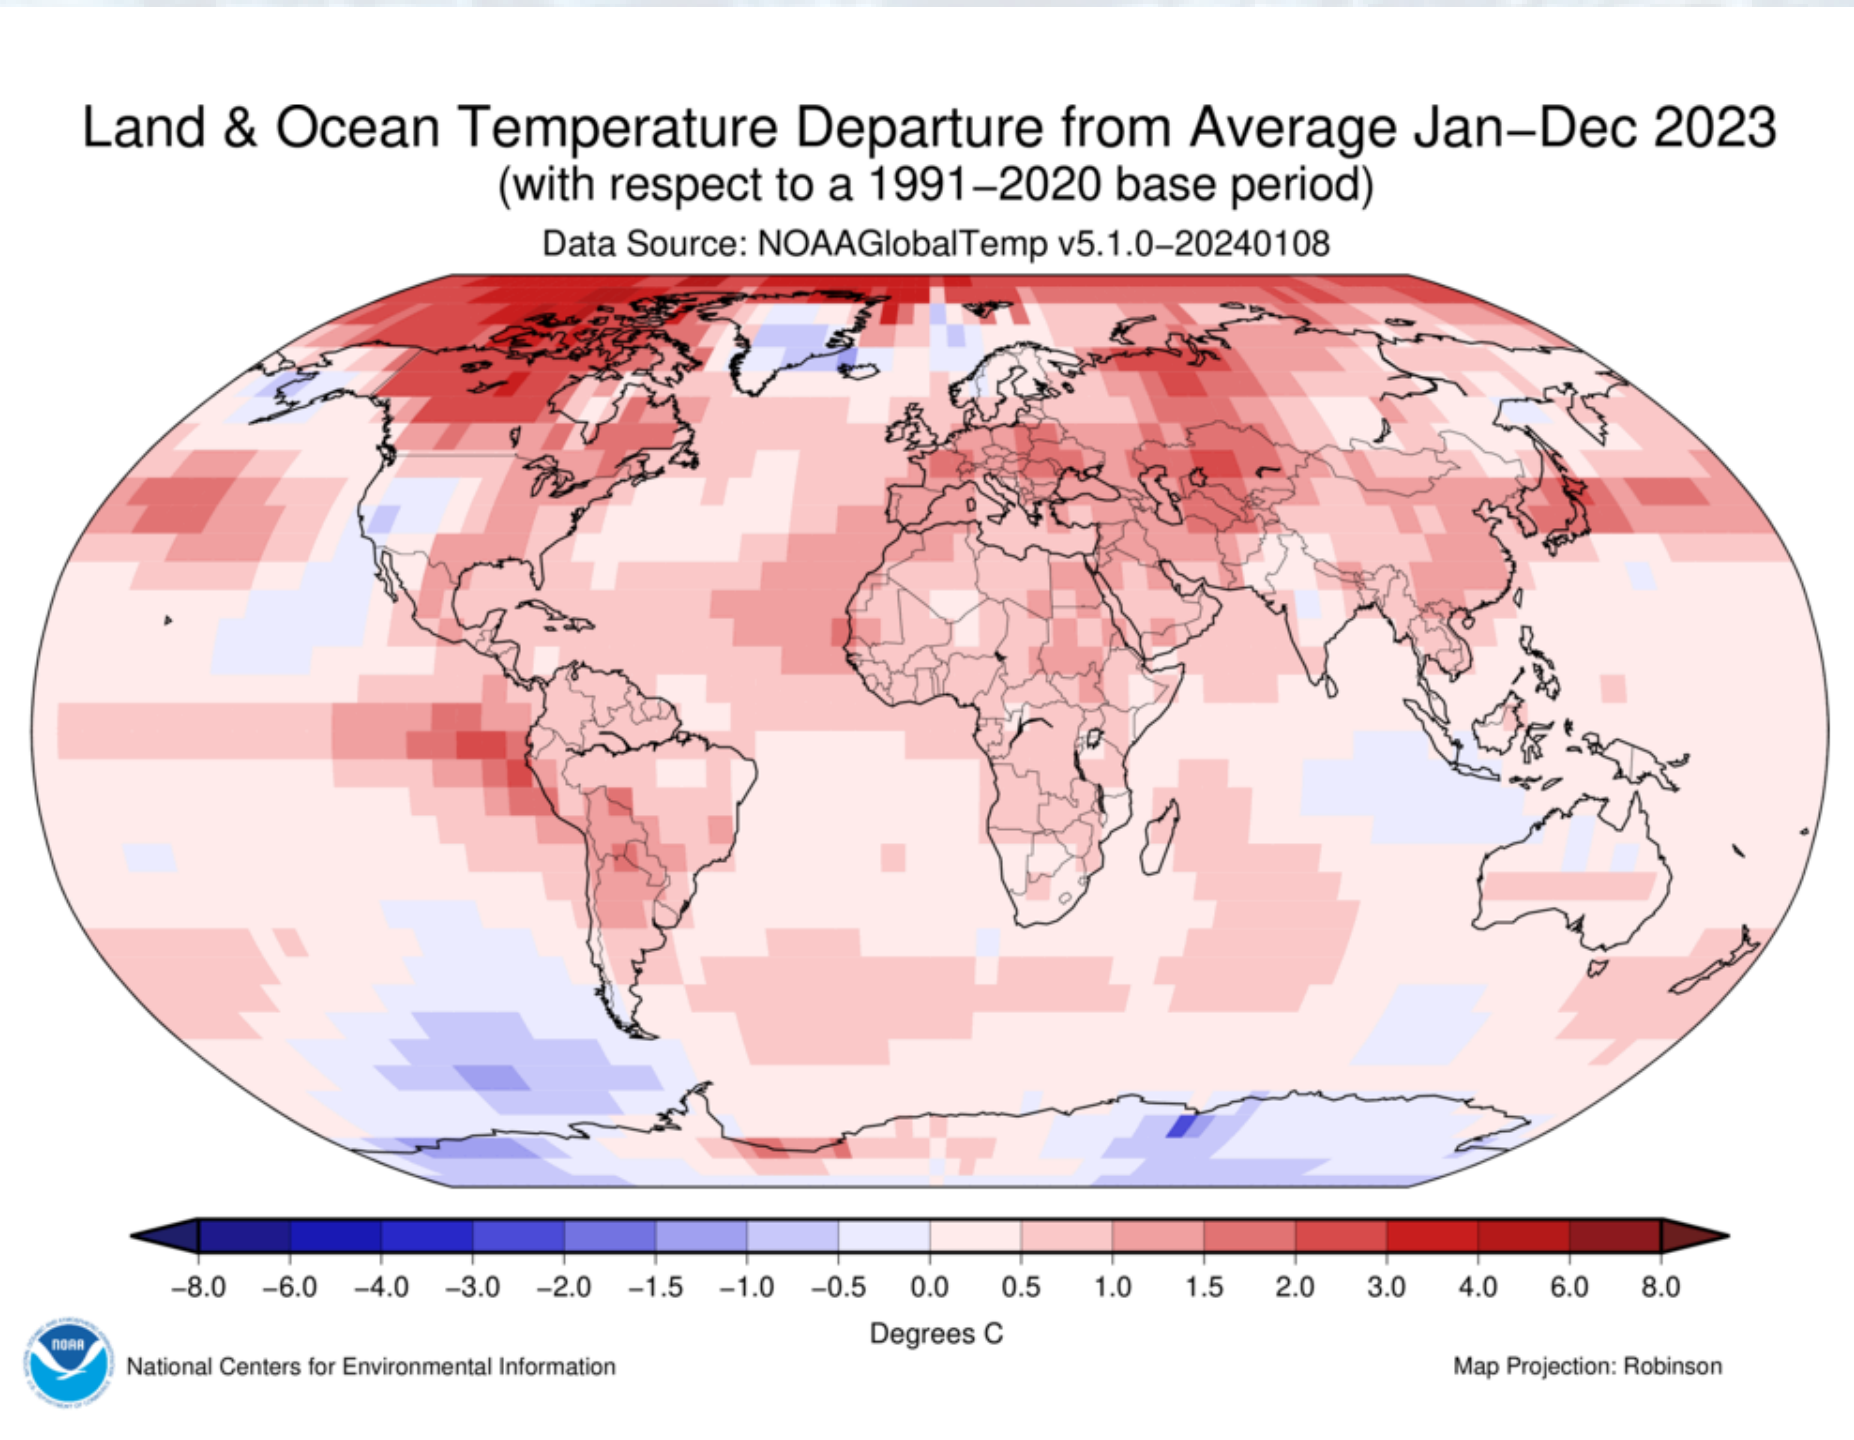 Land & Ocean Temperature Departure from Average Jan–Dec 2023
(with respect to a 1991–2020 base period)
Data Source: NOAAGlobalTemp v5.1.0–20240108
–8.0 –6.0 –4.0 –3.0 –2.0 –1.5 –1.0 –0.5 0.0 0.5 1.0 1.5 2.0 3.0 4.0 6.0 8.0
Degrees C
NOAA
National Centers for Environmental Information
Map Projection: Robinson